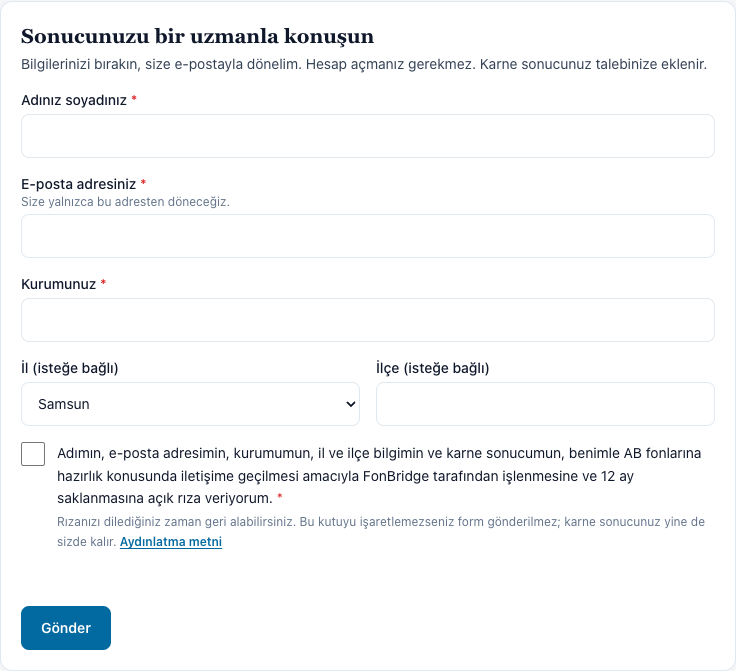 Sonucunuzu bir uzmanla konuşun
Bilgilerinizi bırakın, size e-postayla dönelim. Hesap açmanız gerekmez. Karne sonucunuz talebinize eklenir.
Adınız soyadınız *
E-posta adresiniz *
Size yalnızca bu adresten döneceğiz.
Kurumunuz *
İl (isteğe bağlı)
İlçe (isteğe bağlı)
Samsun
Adımın, e-posta adresimin, kurumumun, il ve ilçe bilgimin ve karne sonucumun, benimle AB fonlarına
hazırlık konusunda iletişime geçilmesi amacıyla FonBridge tarafından işlenmesine ve 12 ay
saklanmasına açık rıza veriyorum. *
Rızanızı dilediğiniz zaman geri alabilirsiniz. Bu kutuyu işaretlemezseniz form gönderilmez; karne sonucunuz yine de
sizde kalır. Aydınlatma metni
Gönder